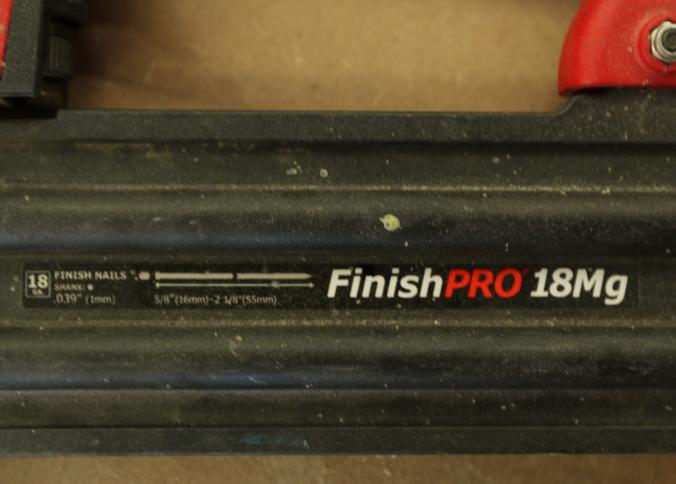 18 GA.
FINISH NAILS
SHANK:
.039" (1mm)
5/8"(16mm)–2 1/8"(55mm)
FinishPRO 18Mg